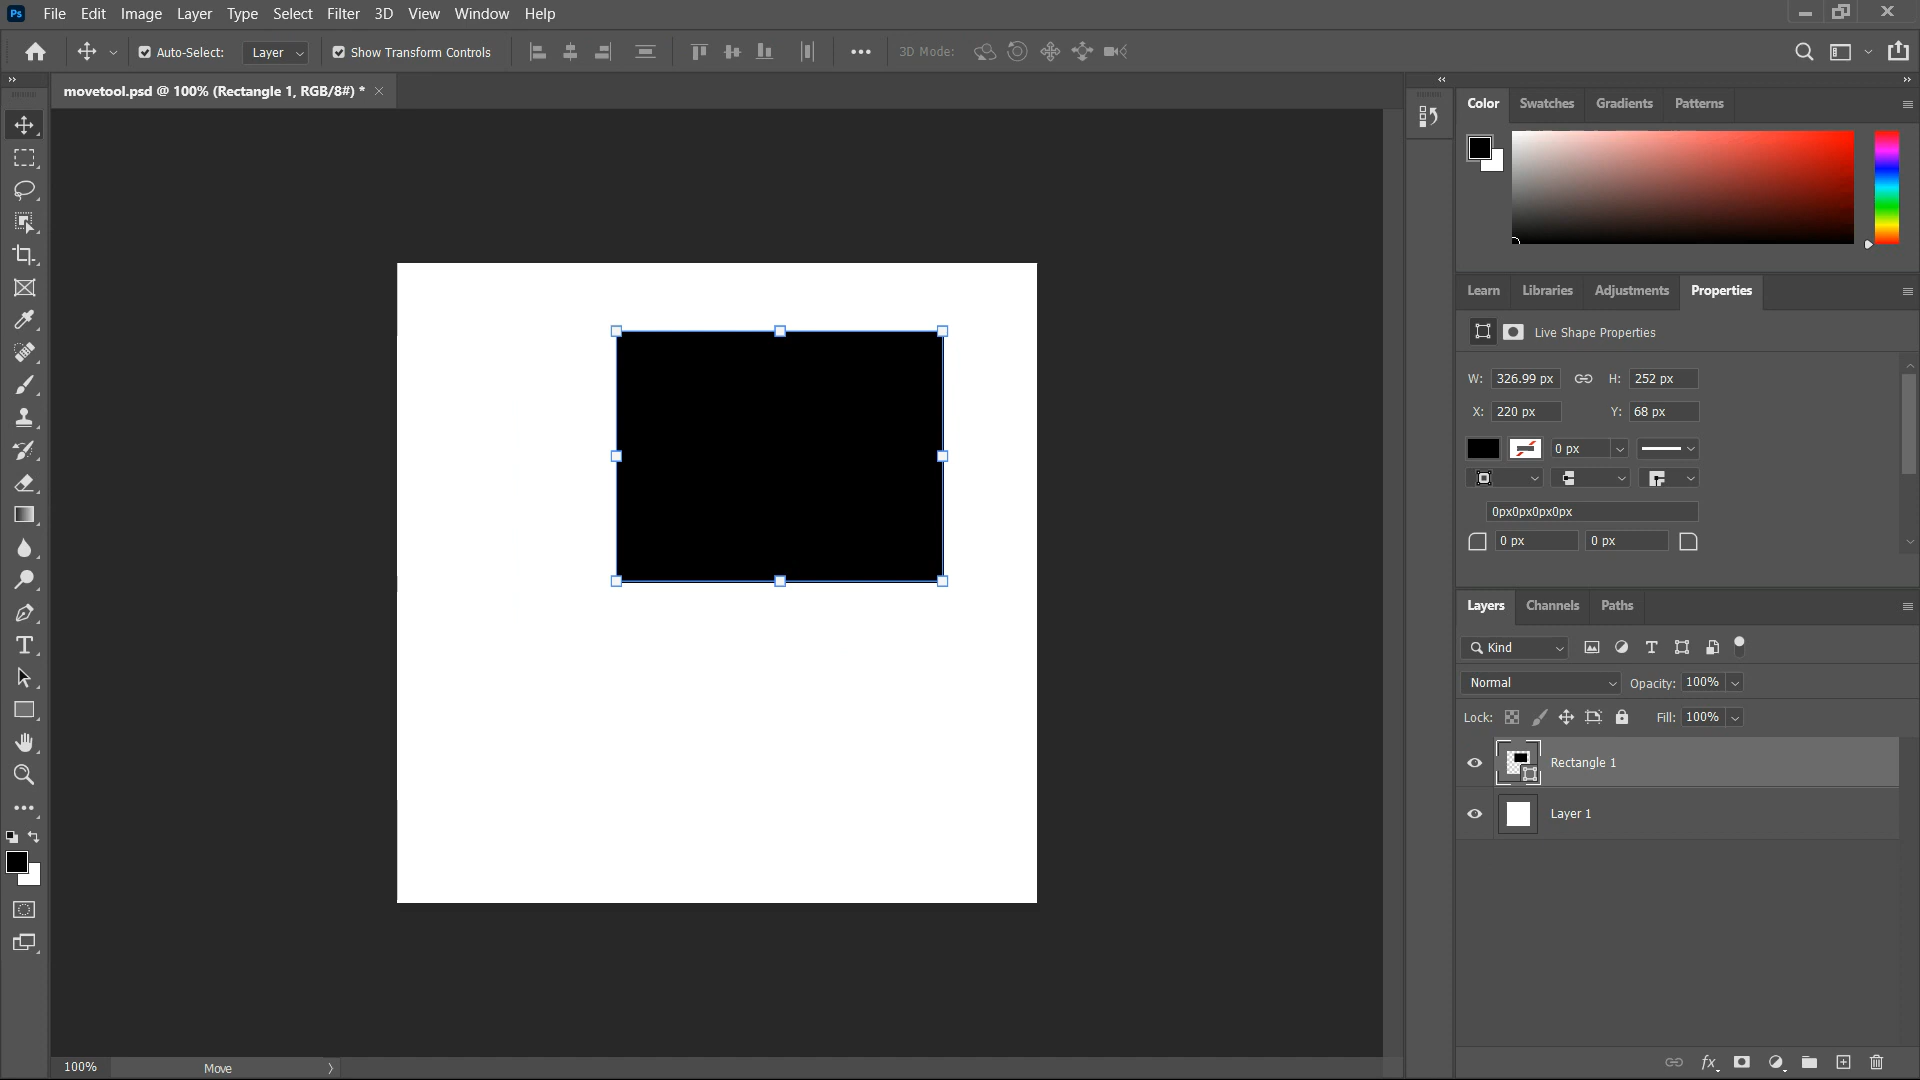 Ps File Edit Image Layer Type Select Filter 3D View Window Help
Auto-Select: Layer Show Transform Controls 3D Mode:
movetool.psd @ 100% (Rectangle 1, RGB/8#) *
Color Swatches Gradients Patterns
Learn Libraries Adjustments Properties
Live Shape Properties
W: 326.99 px H: 252 px
X: 220 px Y: 68 px
0 px
0px0px0px0px
0 px 0 px
Layers Channels Paths
Kind
Normal Opacity: 100%
Lock: Fill: 100%
Rectangle 1
Layer 1
fx
100% Move